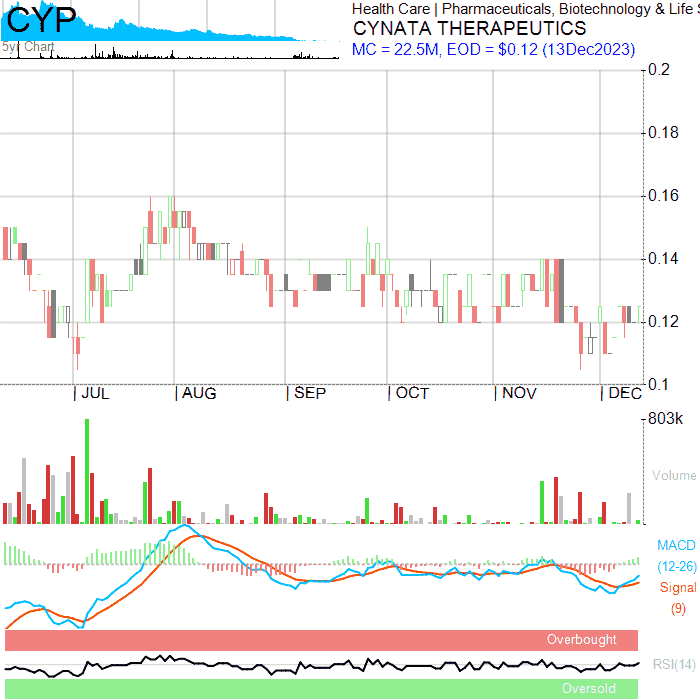 CYP
5yr Chart
Health Care | Pharmaceuticals, Biotechnology & Life S
CYNATA THERAPEUTICS
MC = 22.5M, EOD = $0.12 (13Dec2023)
0.2
0.18
0.16
0.14
0.12
0.1
JUL
AUG
SEP
OCT
NOV
DEC
803k
Volume
MACD
(12-26)
Signal
(9)
Overbought
RSI(14)
Oversold